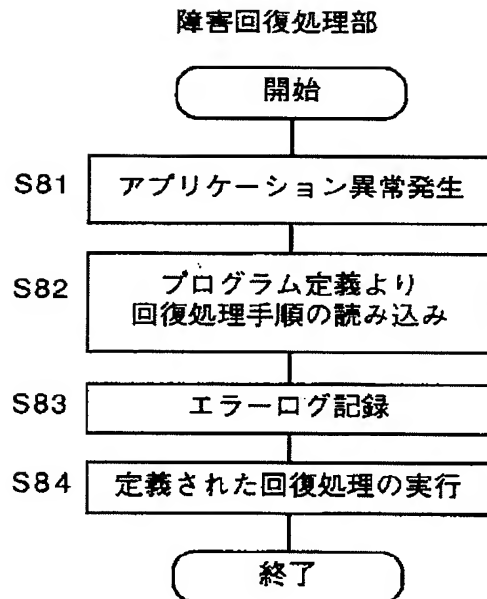 障害回復処理部
開始
S81 アプリケーション異常発生
S82 プログラム定義より
回復処理手順の読み込み
S83 エラーログ記録
S84 定義された回復処理の実行
終了